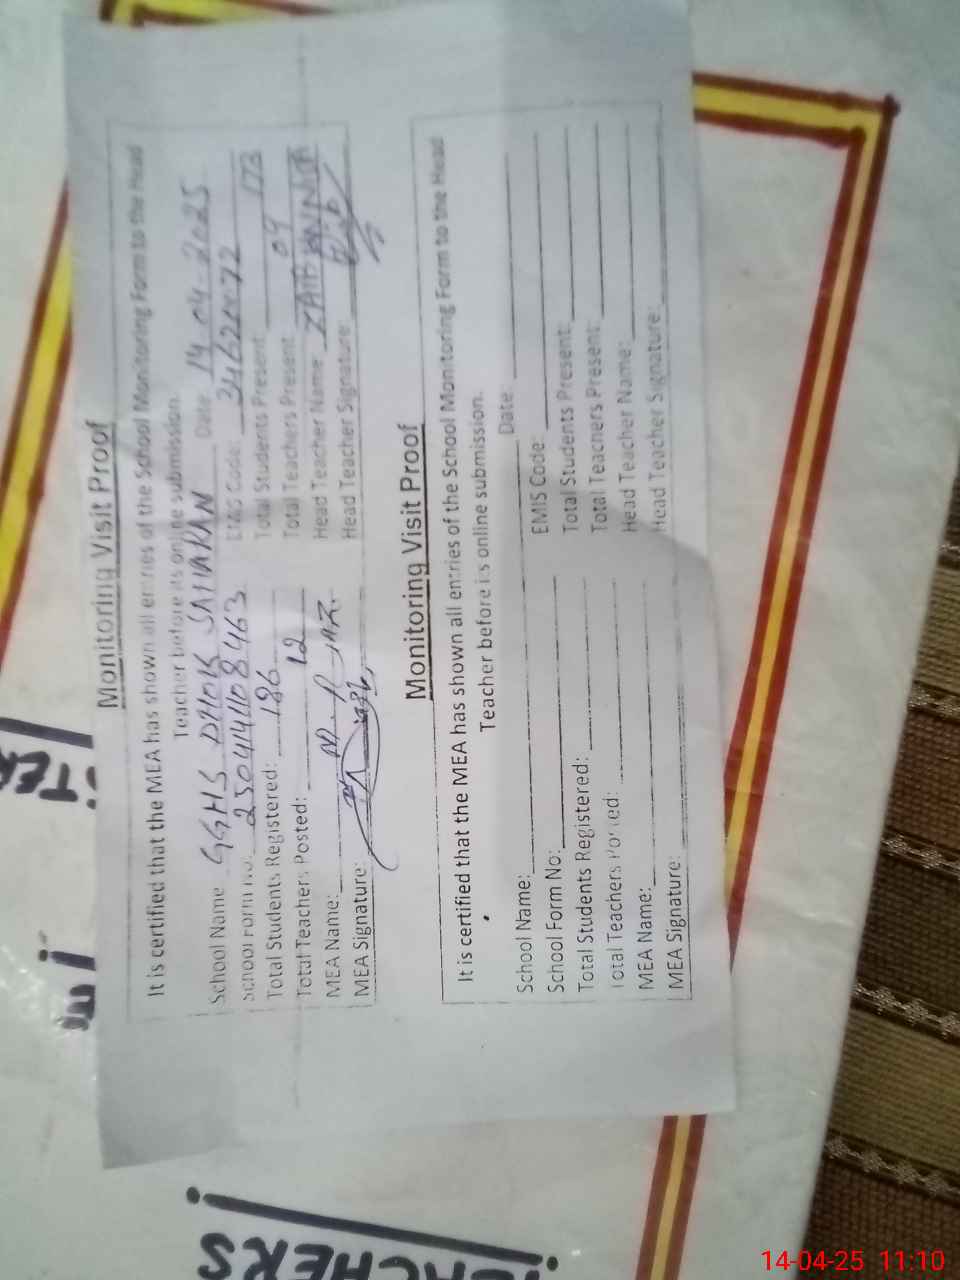 Monitoring Visit Proof
It is certified that the MEA has shown all entries of the School Monitoring Form to the Head
Teacher before its online submission.
School Name GGHS DHOK SAHARAN Date: 14-04-2025
School Form No: 250414108463 EMIS Code:
Total Students Registered: 186 Total Students Present: 173
Total Teachers Posted: 12 Total Teachers Present 09
MEA Name: Head Teacher Name
MEA Signature: Head Teacher Signature:
Monitoring Visit Proof
It is certified that the MEA has shown all entries of the School Monitoring Form to the Head
Teacher before its online submission.
School Name: Date:
School Form No: EMIS Code:
Total Students Registered: Total Students Present:
Total Teachers Posted: Total Teachers Present:
MEA Name: Head Teacher Name:
MEA Signature: Head Teacher Signature:
TEACHERS
14-04-25 11:10